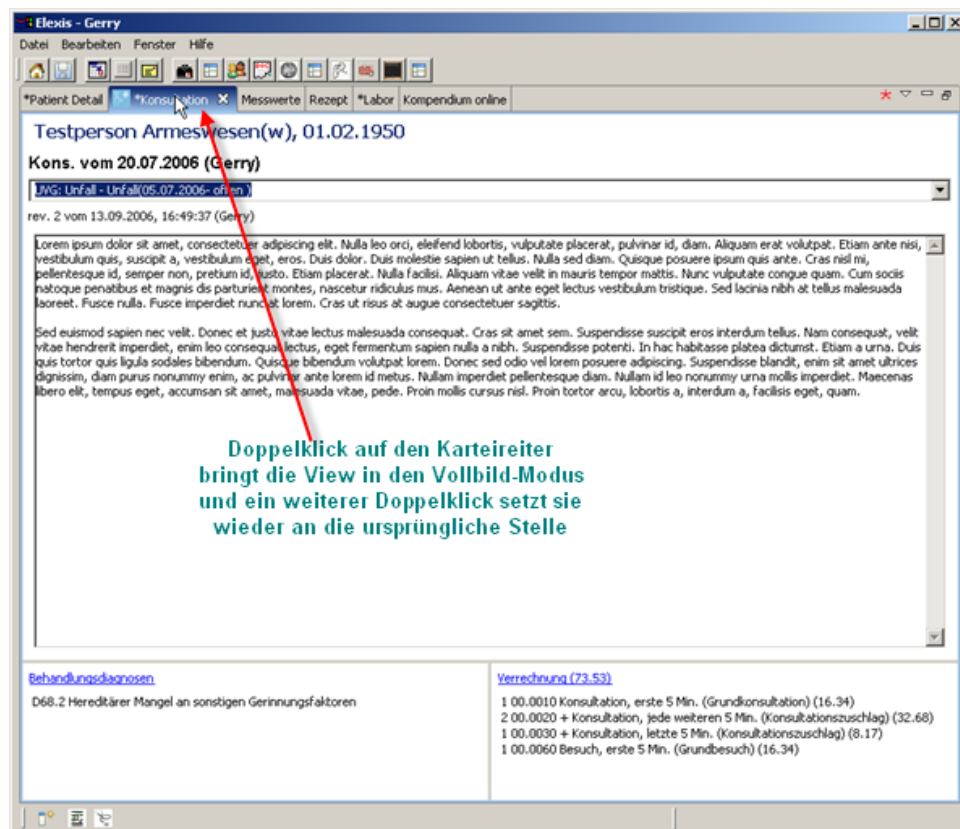 Elexis - Gerry
Datei Bearbeiten Fenster Hilfe
*Patient Detail *Konsultation Messwerte Rezept *Labor Kompendium online
Testperson Armeswesen(w), 01.02.1950
Kons. vom 20.07.2006 (Gerry)
UVG: Unfall - Unfall(05.07.2006- offen )
rev. 2 vom 13.09.2006, 16:49:37 (Gerry)
Lorem ipsum dolor sit amet, consectetuer adipiscing elit. Nulla leo orci, eleifend lobortis, vulputate placerat, pulvinar id, diam. Aliquam erat volutpat. Etiam ante nisi,
vestibulum quis, suscipit a, vestibulum eget, eros. Duis dolor. Duis molestie sapien ut tellus. Nulla sed diam. Quisque posuere ipsum quis ante. Cras nisl mi,
pellentesque id, semper non, pretium id, justo. Etiam placerat. Nulla facilisi. Aliquam vitae velit in mauris tempor mattis. Nunc vulputate congue quam. Cum sociis
natoque penatibus et magnis dis parturient montes, nascetur ridiculus mus. Aenean ut ante eget lectus vestibulum tristique. Sed lacinia nibh at tellus malesuada
laoreet. Fusce nulla. Fusce imperdiet nunc at lorem. Cras ut risus at augue consectetuer sagittis.
Sed euismod sapien nec velit. Donec et justo vitae lectus malesuada consequat. Cras sit amet sem. Suspendisse suscipit eros interdum tellus. Nam consequat, velit
vitae hendrerit imperdiet, enim leo consequat lectus, eget fermentum sapien nulla a nibh. Suspendisse potenti. In hac habitasse platea dictumst. Etiam a urna. Duis
quis tortor quis ligula sodales bibendum. Quisque bibendum volutpat lorem. Donec sed odio vel lorem posuere adipiscing. Suspendisse blandit, enim sit amet ultrices
dignissim, diam purus nonummy enim, ac pulvinar ante lorem id metus. Nullam imperdiet pellentesque diam. Nullam id leo nonummy urna mollis imperdiet. Maecenas
libero elit, tempus eget, accumsan sit amet, malesuada vitae, pede. Proin mollis cursus nisl. Proin tortor arcu, lobortis a, interdum a, facilisis eget, quam.
Doppelklick auf den Karteireiter
bringt die View in den Vollbild-Modus
und ein weiterer Doppelklick setzt sie
wieder an die ursprüngliche Stelle
Behandlungsdiagnosen
D68.2 Hereditärer Mangel an sonstigen Gerinnungsfaktoren
Verrechnung (73.53)
1 00.0010 Konsultation, erste 5 Min. (Grundkonsultation) (16.34)
2 00.0020 + Konsultation, jede weiteren 5 Min. (Konsultationszuschlag) (32.68)
1 00.0030 + Konsultation, letzte 5 Min. (Konsultationszuschlag) (8.17)
1 00.0060 Besuch, erste 5 Min. (Grundbesuch) (16.34)